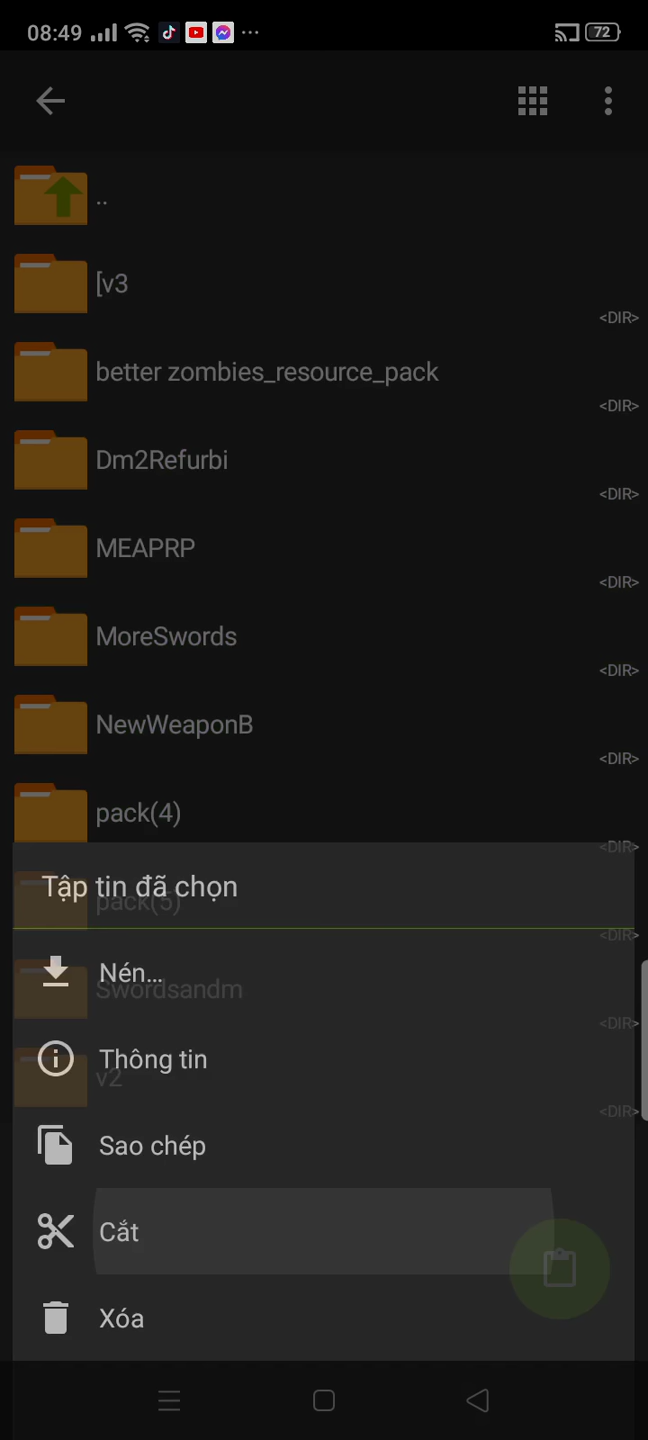 08:49
72
..
[v3
<DIR>
better zombies_resource_pack
<DIR>
Dm2Refurbi
<DIR>
MEAPRP
<DIR>
MoreSwords
<DIR>
NewWeaponB
<DIR>
pack(4)
<DIR>
Tập tin đã chọn
pack(5)
<DIR>
Nén...
Swordsandm
<DIR>
Thông tin
v2
<DIR>
Sao chép
Cắt
Xóa